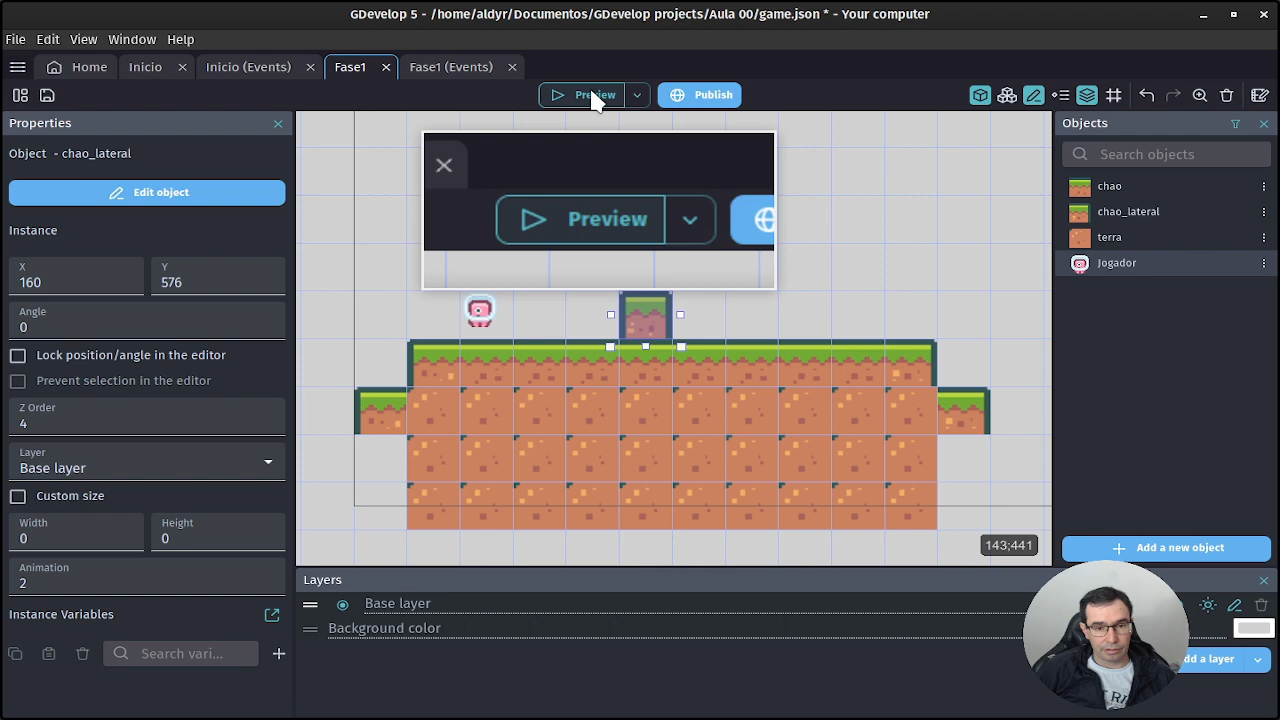 GDevelop 5 - /home/aldyr/Documentos/GDevelop projects/Aula 00/game.json * - Your computer
File Edit View Window Help
Home Inicio Inicio (Events) Fase1 Fase1 (Events)
Preview Publish
Properties
Object - chao_lateral
Edit object
Instance
X
160
Y
576
Angle
0
Lock position/angle in the editor
Prevent selection in the editor
Z Order
4
Layer
Base layer
Custom size
Width
0
Height
0
Animation
2
Instance Variables
Search vari...
Preview
143;441
Layers
Base layer
Background color
Objects
Search objects
chao
chao_lateral
terra
Jogador
Add a new object
dd a layer